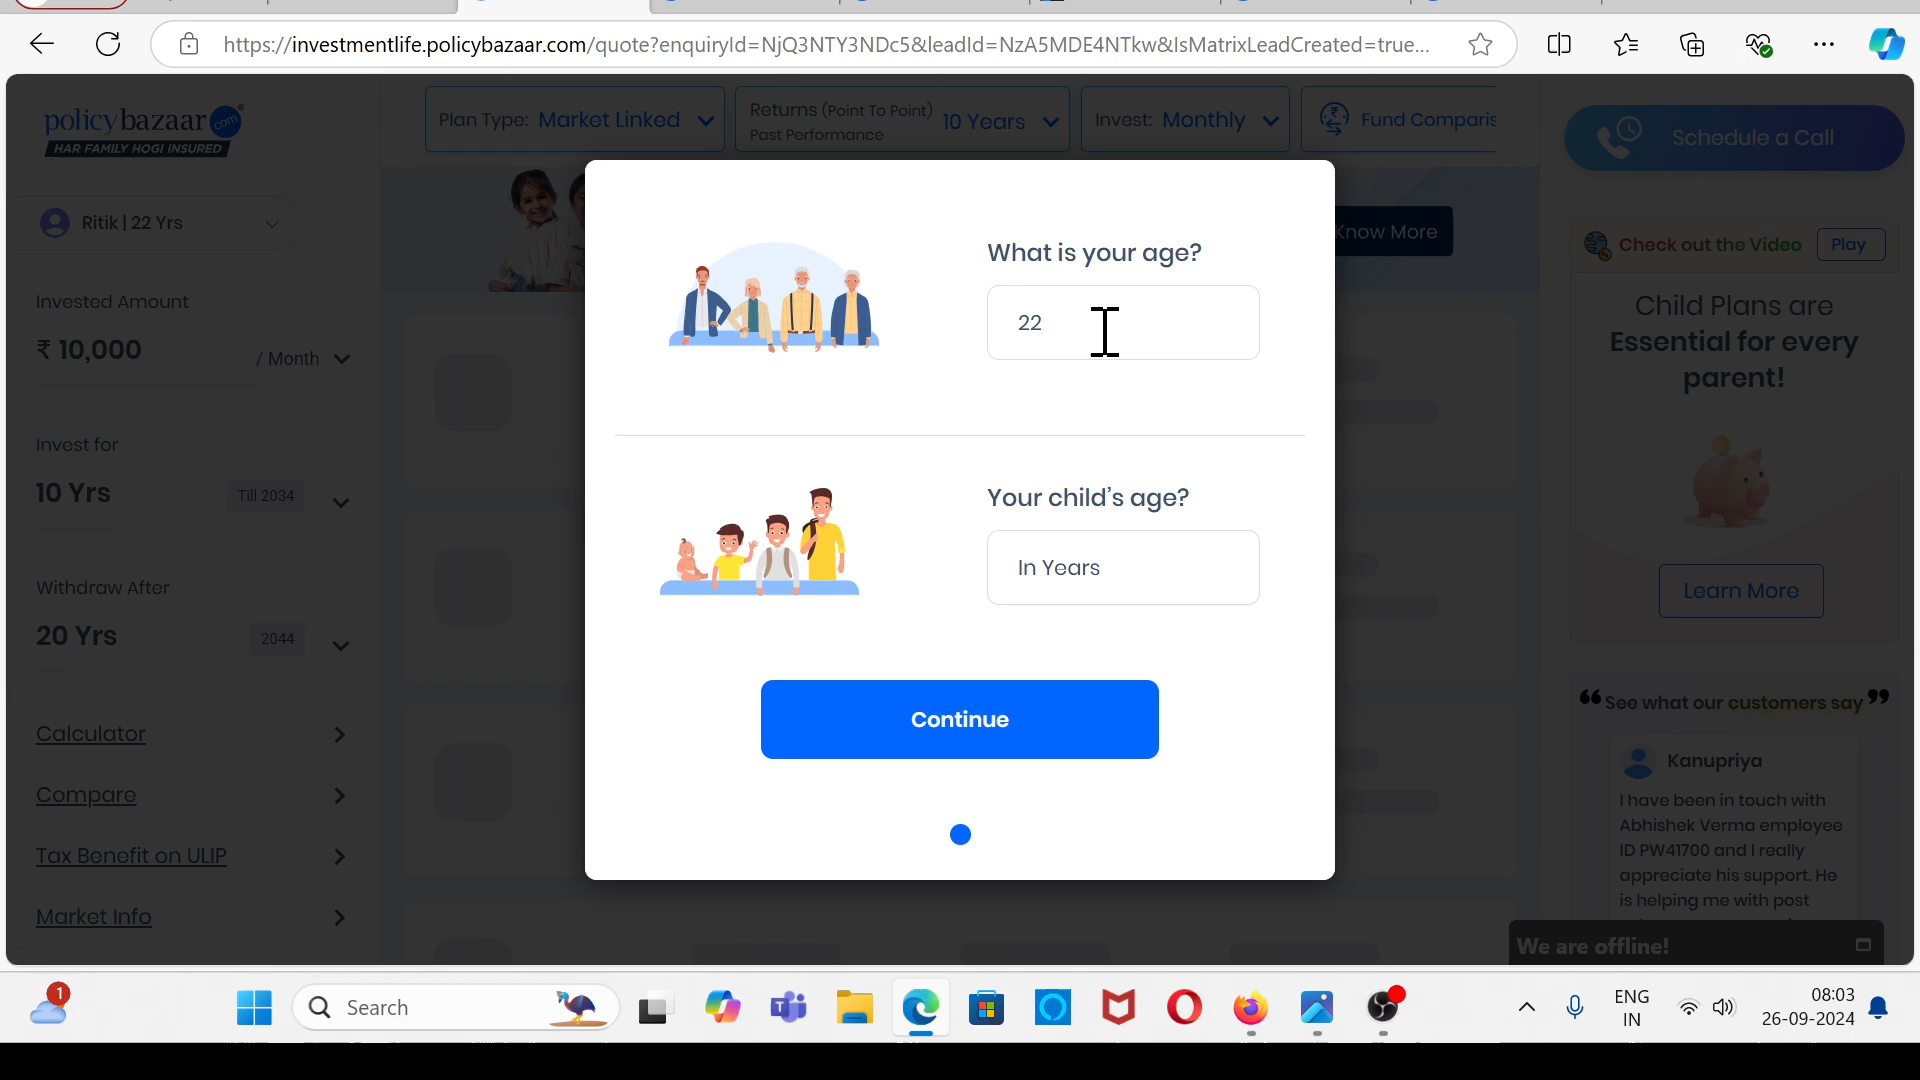 https://investmentlife.policybazaar.com/quote?enquiryId=NjQ3NTY3NDc5&leadId=NzA5MDE4NTkw&IsMatrixLeadCreated=true...
policybazaar.com
HAR FAMILY HOGI INSURED
Plan Type: Market Linked
Returns (Point To Point)
Past Performance
10 Years
Invest: Monthly
Fund Comparis
Schedule a Call
Ritik | 22 Yrs
Know More
Check out the Video
Play
Invested Amount
₹ 10,000
/ Month
Child Plans are
Essential for every
parent!
Invest for
10 Yrs
Till 2034
Withdraw After
20 Yrs
2044
Learn More
What is your age?
22
Your child's age?
In Years
Continue
Calculator
Compare
Tax Benefit on ULIP
Market Info
❝ See what our customers say ❞
Kanupriya
I have been in touch with
Abhishek Verma employee
ID PW41700 and I really
appreciate his support. He
is helping me with post
We are offline!
1
Search
ENG
IN
08:03
26-09-2024